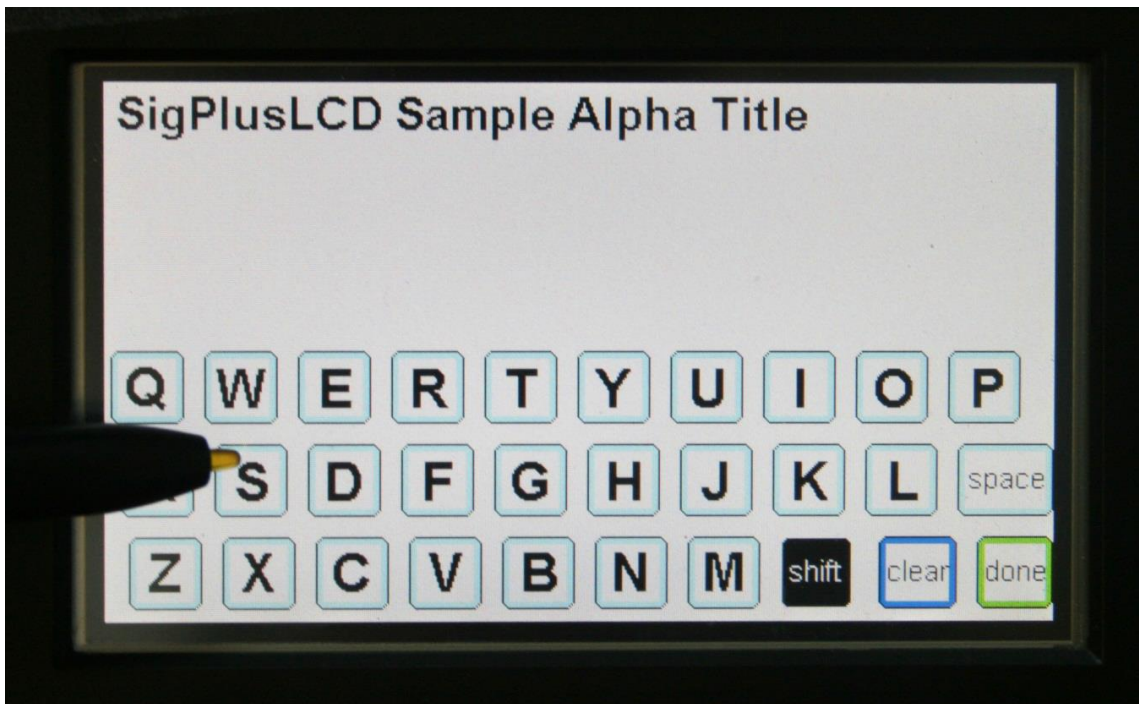 SigPlusLCD Sample Alpha Title
Q W E R T Y U I O P
S D F G H J K L space
Z X C V B N M shift clear done